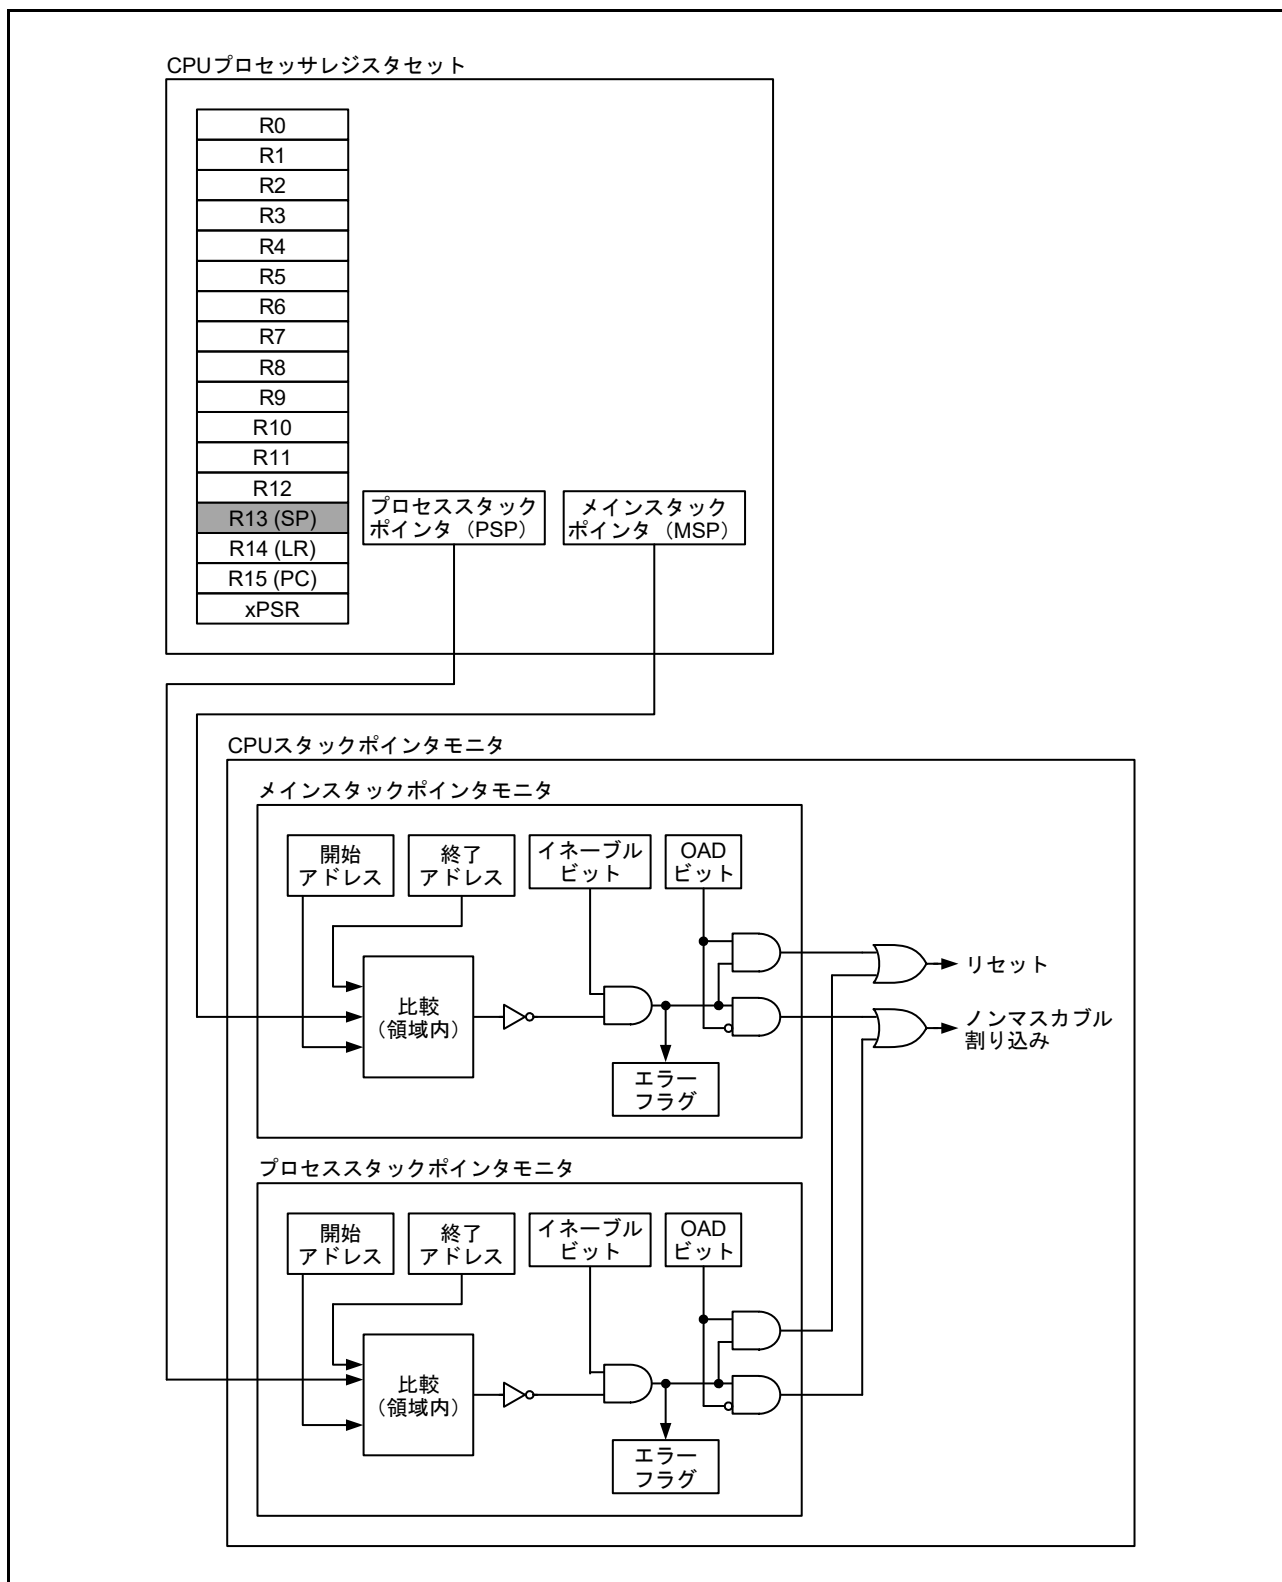 CPUプロセッサレジスタセット
R0
R1
R2
R3
R4
R5
R6
R7
R8
R9
R10
R11
R12
R13 (SP)
R14 (LR)
R15 (PC)
xPSR
プロセススタック
ポインタ（PSP）
メインスタック
ポインタ（MSP）
CPUスタックポインタモニタ
メインスタックポインタモニタ
開始
アドレス
終了
アドレス
イネーブル
ビット
OAD
ビット
比較
（領域内）
エラー
フラグ
リセット
ノンマスカブル
割り込み
プロセススタックポインタモニタ
開始
アドレス
終了
アドレス
イネーブル
ビット
OAD
ビット
比較
（領域内）
エラー
フラグ